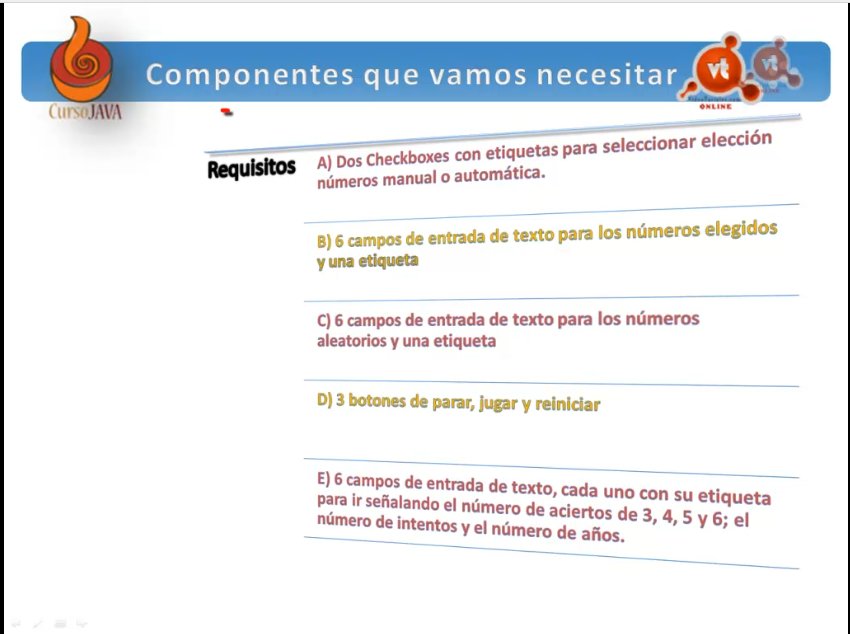 Componentes que vamos necesitar
CursoJAVA
vt
vt
ONLINE
Requisitos
A) Dos Checkboxes con etiquetas para seleccionar elección
números manual o automática.
B) 6 campos de entrada de texto para los números elegidos
y una etiqueta
C) 6 campos de entrada de texto para los números
aleatorios y una etiqueta
D) 3 botones de parar, jugar y reiniciar
E) 6 campos de entrada de texto, cada uno con su etiqueta
para ir señalando el número de aciertos de 3, 4, 5 y 6; el
número de intentos y el número de años.